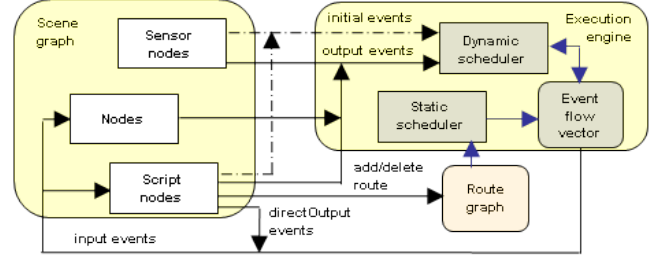 Scene
graph
Sensor
nodes
initial events
output events
Execution
engine
Dynamic
scheduler
Nodes
Static
scheduler
Event
flow
vector
Script
nodes
add/delete
route
Route
graph
directOutput
events
input events